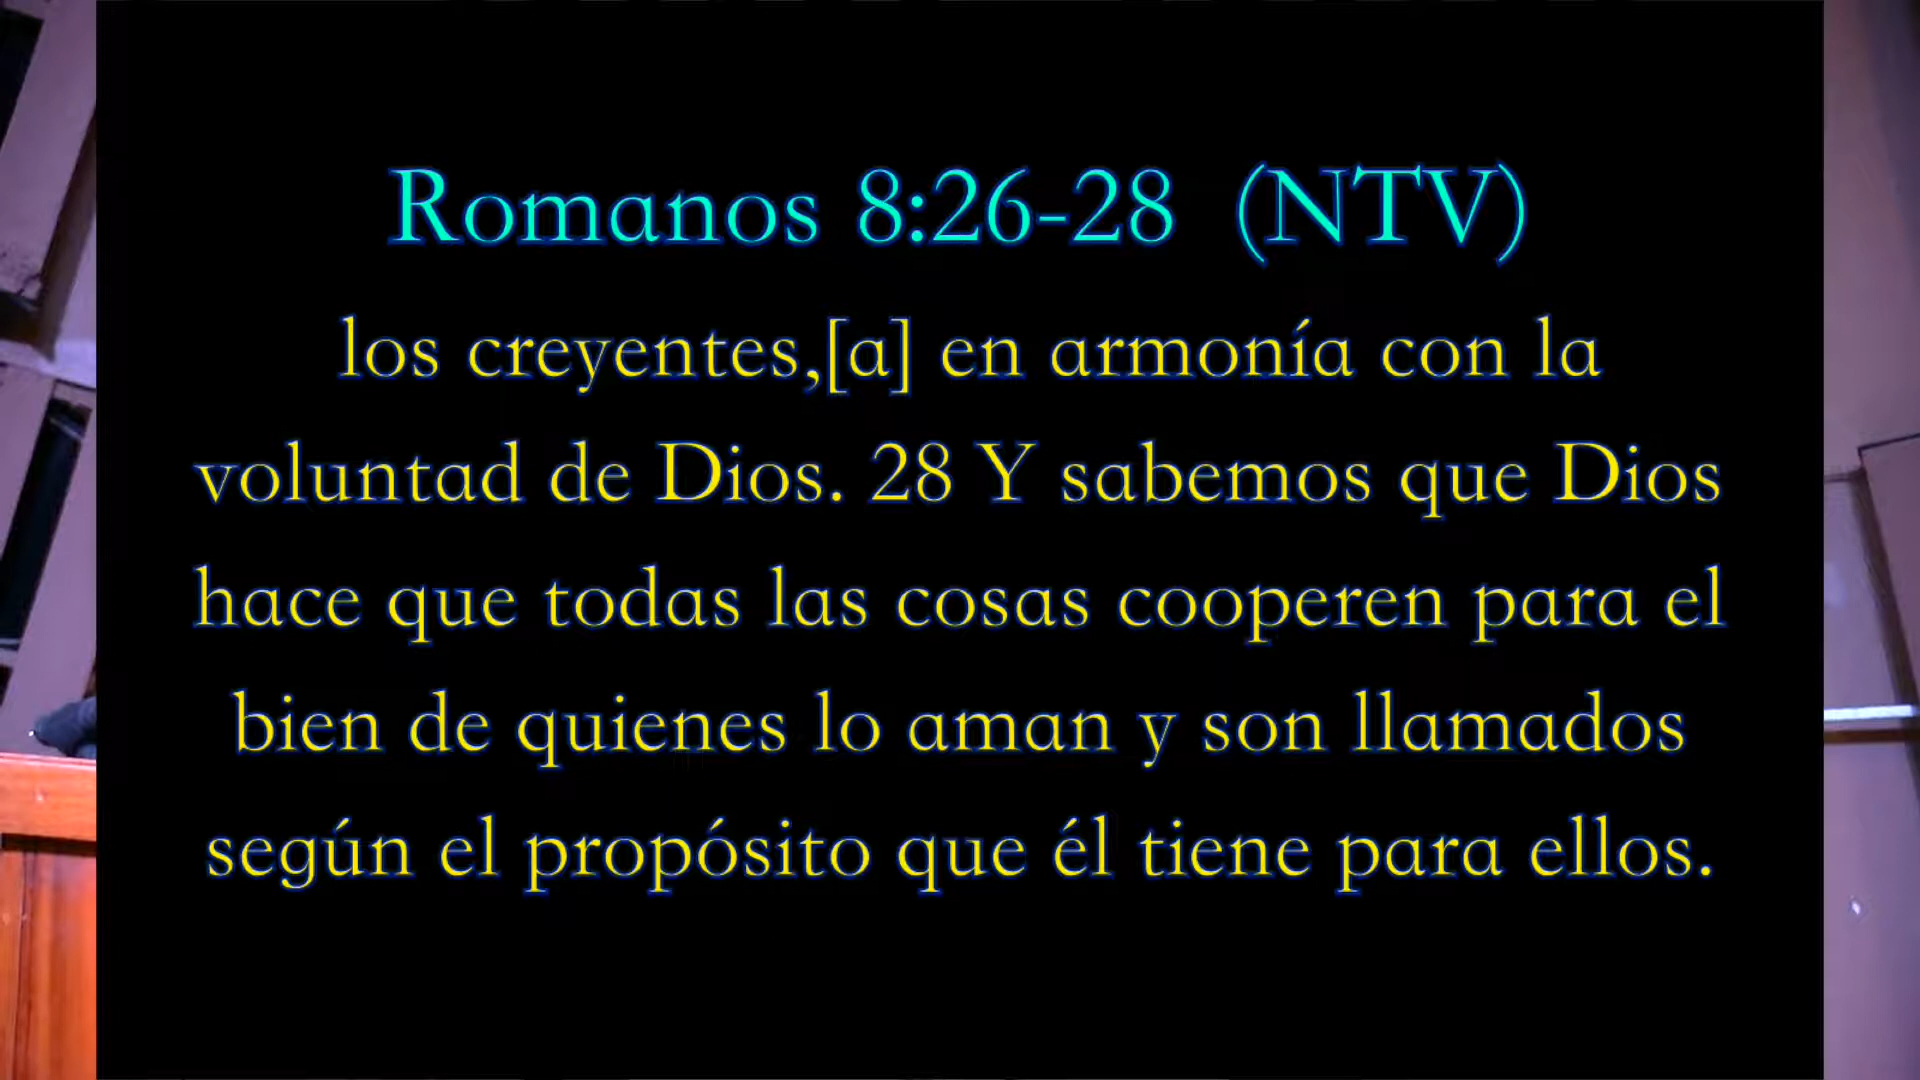 Romanos 8:26-28 (NTV)
los creyentes,[a] en armonía con la
voluntad de Dios. 28 Y sabemos que Dios
hace que todas las cosas cooperen para el
bien de quienes lo aman y son llamados
según el propósito que él tiene para ellos.